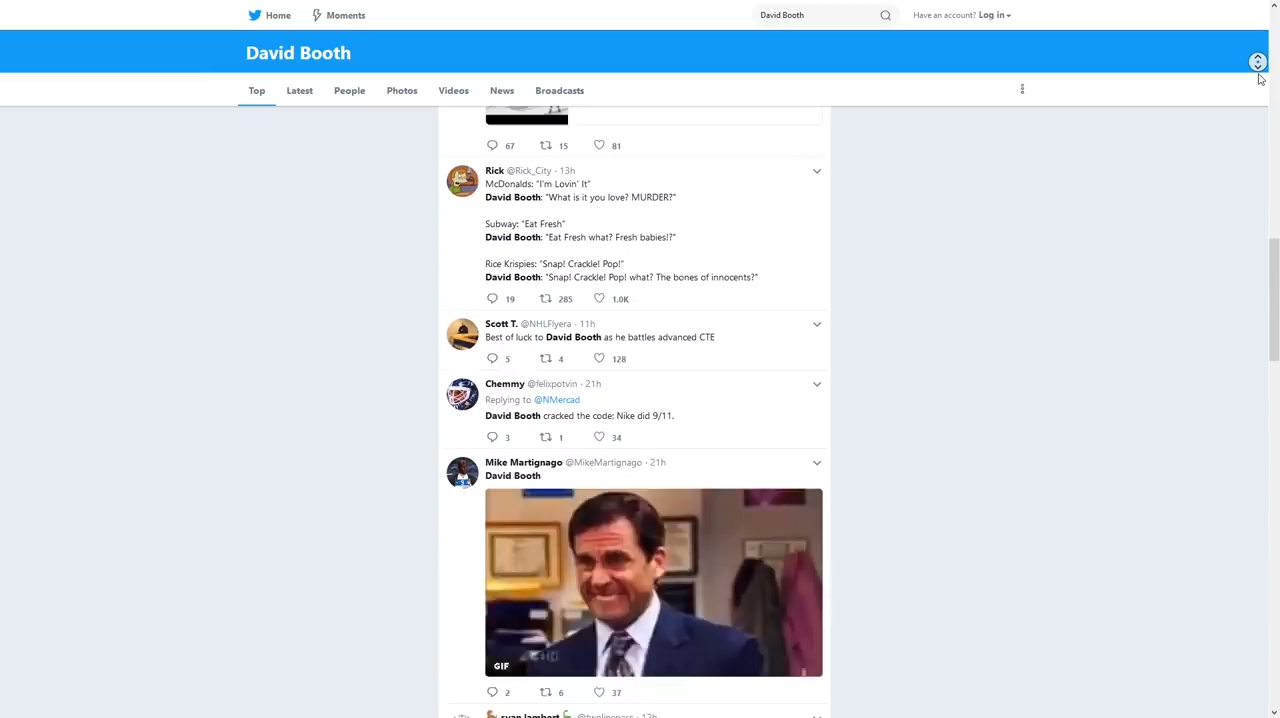 Home
Moments
David Booth
Have an account? Log in
David Booth
Top
Latest
People
Photos
Videos
News
Broadcasts
67 15 81
Rick @Rick_City · 13h
McDonalds: "I'm Lovin' It"
David Booth: "What is it you love? MURDER?"
Subway: "Eat Fresh"
David Booth: "Eat Fresh what? Fresh babies!?"
Rice Krispies: "Snap! Crackle! Pop!"
David Booth: "Snap! Crackle! Pop! what? The bones of innocents?"
19 285 1.0K
Scott T. @NHLFlyera · 11h
Best of luck to David Booth as he battles advanced CTE
5 4 128
Chemmy @felixpotvin · 21h
Replying to @NMercad
David Booth cracked the code: Nike did 9/11.
3 1 34
Mike Martignago @MikeMartignago · 21h
David Booth
GIF
2 6 37
ryan lambert @twolinepass · 12h